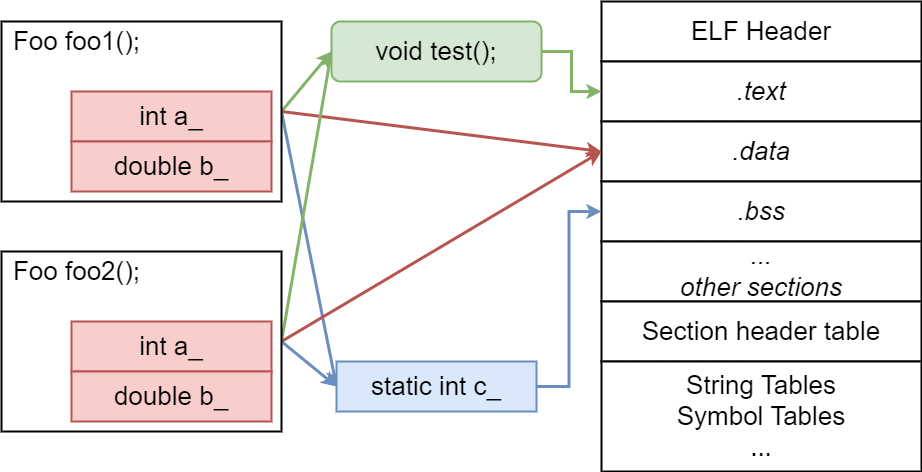 Foo foo1();
int a_
double b_
Foo foo2();
int a_
double b_
void test();
static int c_
ELF Header
.text
.data
.bss
...
other sections
Section header table
String Tables
Symbol Tables
...